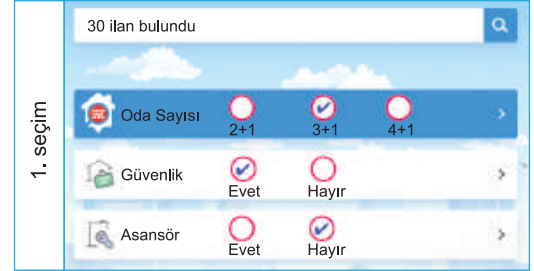 1. seçim
30 ilan bulundu
Oda Sayısı
2+1 3+1 4+1
Güvenlik
Evet Hayır
Asansör
Evet Hayır